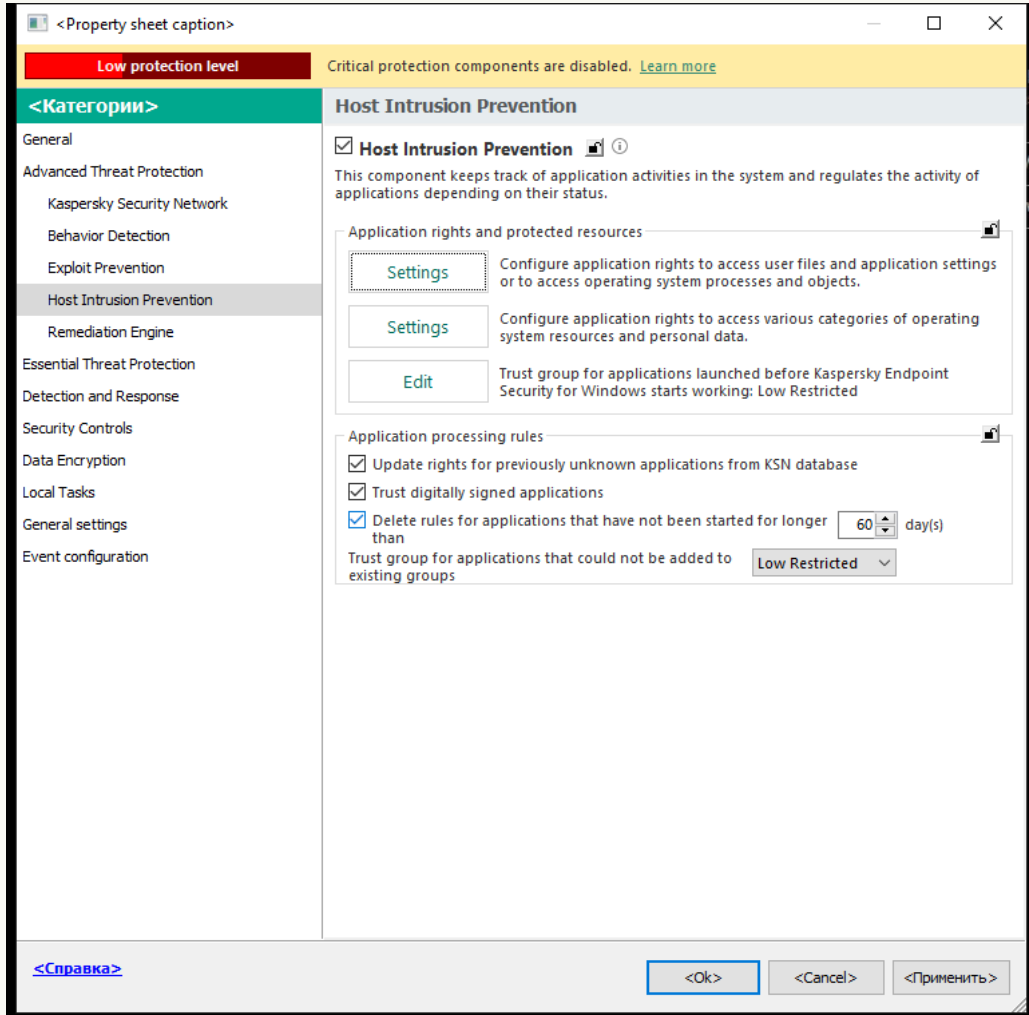 <Property sheet caption>
Low protection level
Critical protection components are disabled. Learn more
<Категории>
General
Advanced Threat Protection
Kaspersky Security Network
Behavior Detection
Exploit Prevention
Host Intrusion Prevention
Remediation Engine
Essential Threat Protection
Detection and Response
Security Controls
Data Encryption
Local Tasks
General settings
Event configuration
Host Intrusion Prevention
Host Intrusion Prevention
This component keeps track of application activities in the system and regulates the activity of
applications depending on their status.
Application rights and protected resources
Settings
Configure application rights to access user files and application settings
or to access operating system processes and objects.
Settings
Configure application rights to access various categories of operating
system resources and personal data.
Edit
Trust group for applications launched before Kaspersky Endpoint
Security for Windows starts working: Low Restricted
Application processing rules
Update rights for previously unknown applications from KSN database
Trust digitally signed applications
Delete rules for applications that have not been started for longer
than
60 day(s)
Trust group for applications that could not be added to
existing groups
Low Restricted
<Справка>
<Ok>
<Cancel>
<Применить>